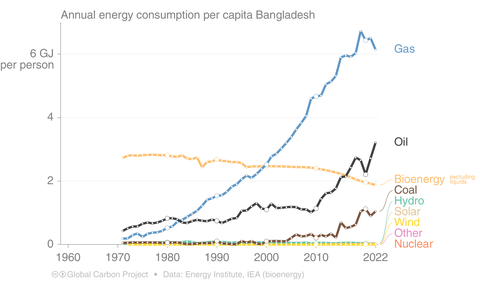 Annual energy consumption per capita Bangladesh
6 GJ
per person
4
2
0
Gas
Oil
Bioenergy excluding liquids
Coal
Hydro
Solar
Wind
Other
Nuclear
1960 1970 1980 1990 2000 2010 2022
Global Carbon Project • Data: Energy Institute, IEA (bioenergy)